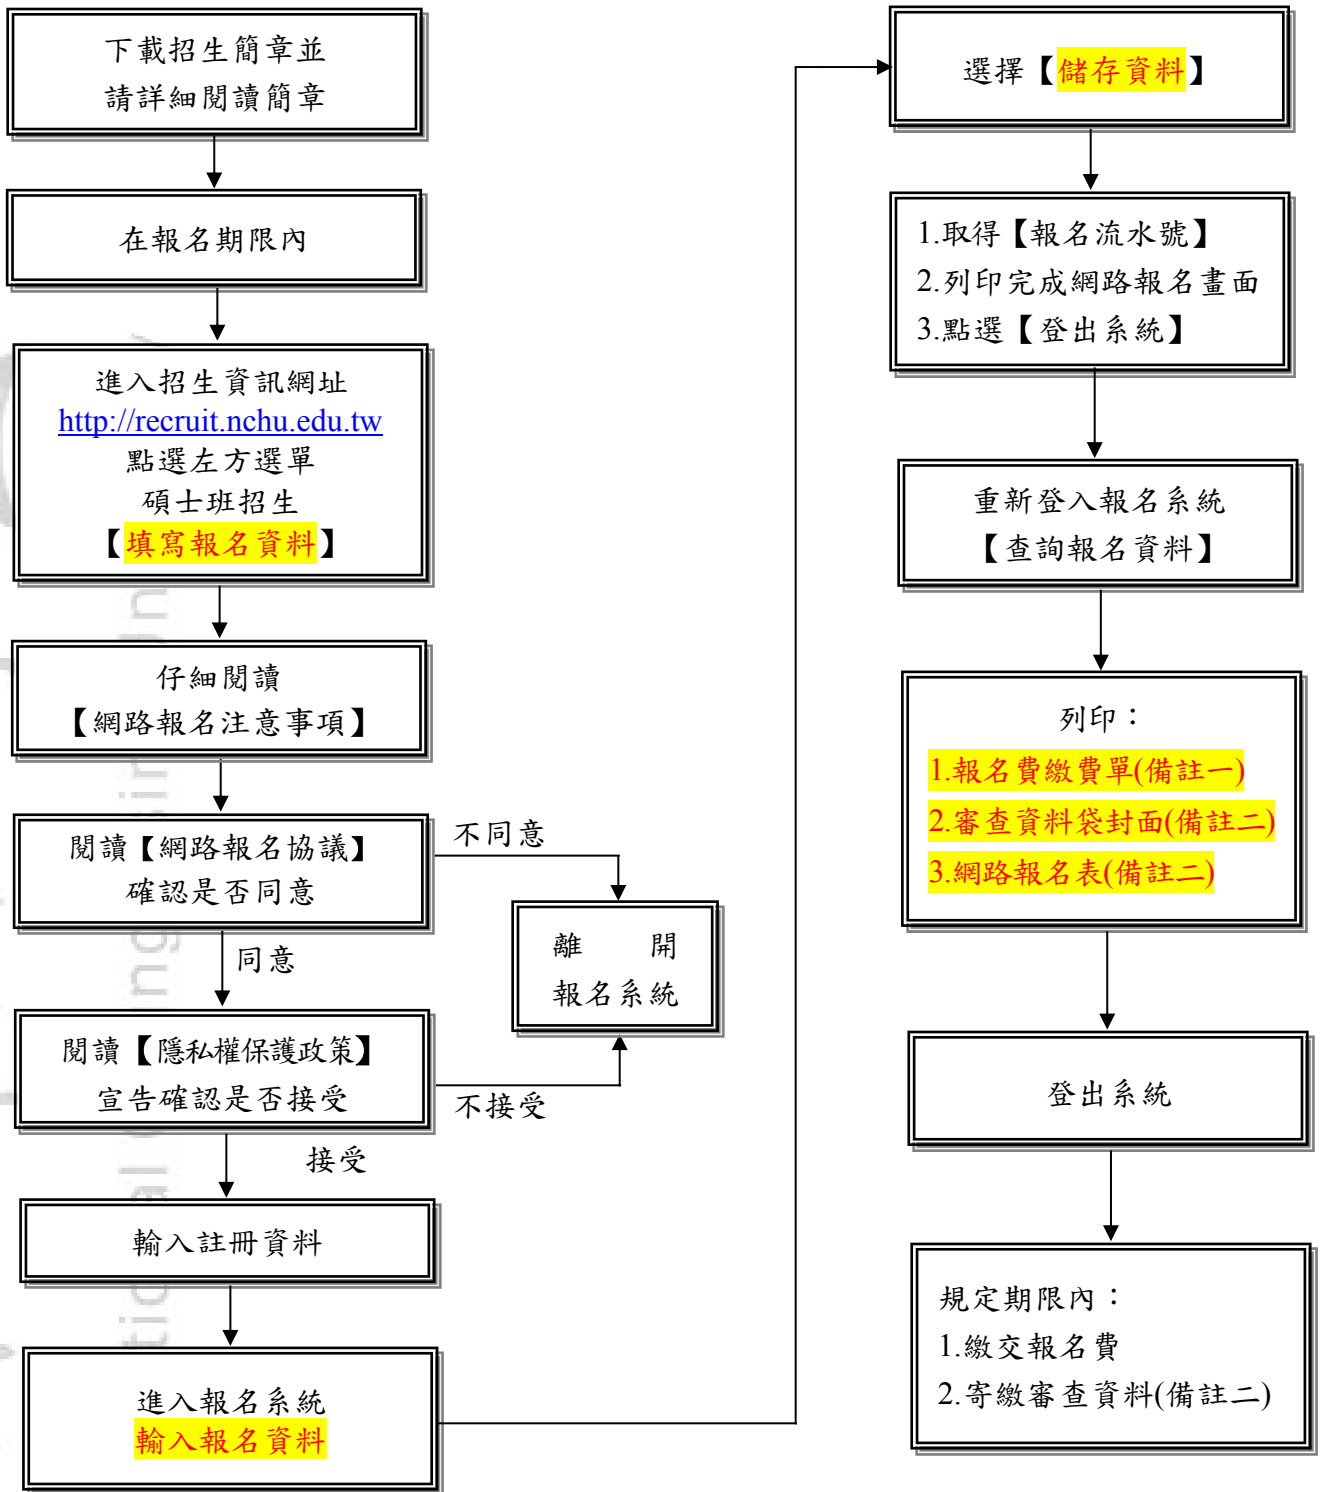 下載招生簡章並
請詳細閱讀簡章
在報名期限內
進入招生資訊網址
http://recruit.nchu.edu.tw
點選左方選單
碩士班招生
【填寫報名資料】
仔細閱讀
【網路報名注意事項】
閱讀【網路報名協議】
確認是否同意
不同意
同意
離 開
報名系統
閱讀【隱私權保護政策】
宣告確認是否接受
不接受
接受
輸入註冊資料
進入報名系統
輸入報名資料
選擇【儲存資料】
1.取得【報名流水號】
2.列印完成網路報名畫面
3.點選【登出系統】
重新登入報名系統
【查詢報名資料】
列印：
1.報名費繳費單(備註一)
2.審查資料袋封面(備註二)
3.網路報名表(備註二)
登出系統
規定期限內：
1.繳交報名費
2.寄繳審查資料(備註二)